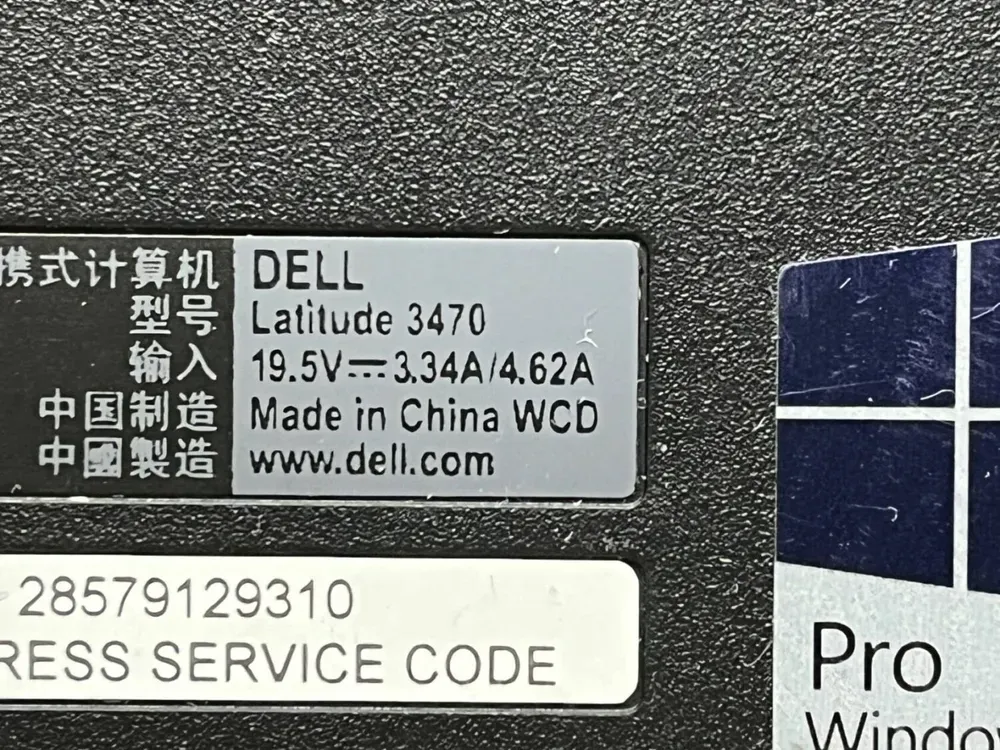 携式计算机 DELL
型号 Latitude 3470
输入 19.5V⎓3.34A/4.62A
中国制造 Made in China WCD
中國製造 www.dell.com
28579129310
RESS SERVICE CODE
Pro
Windo